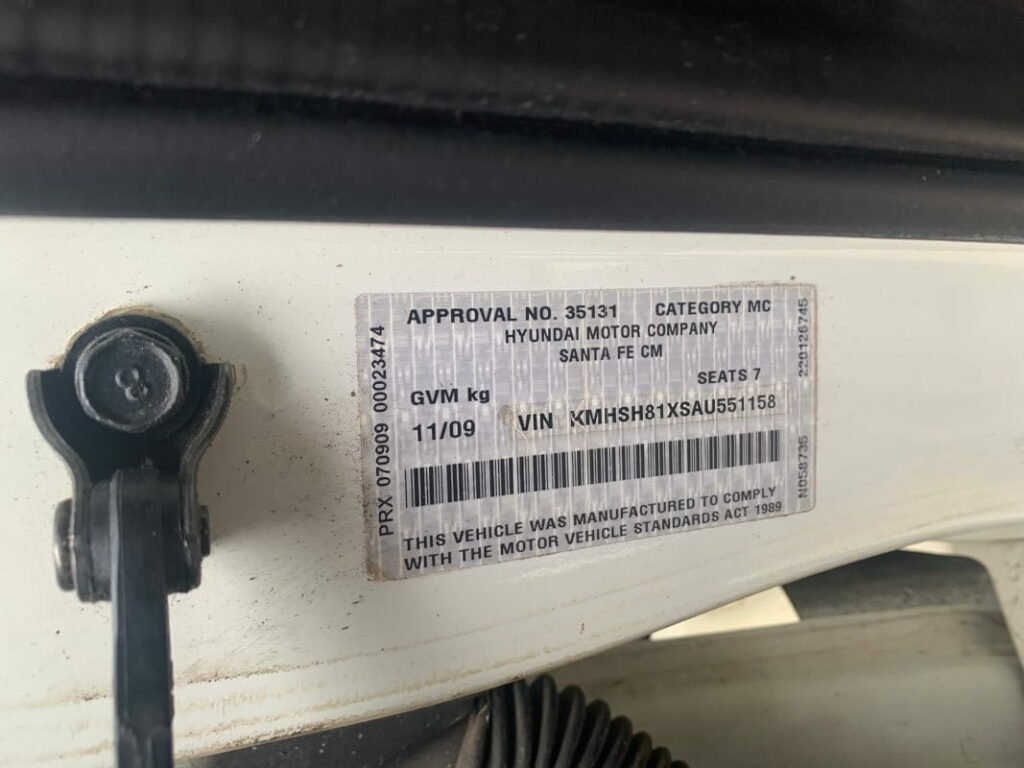 APPROVAL NO. 35131 CATEGORY MC
HYUNDAI MOTOR COMPANY
SANTA FE CM
SEATS 7
GVM kg
11/09 VIN KMHSH81XSAU551158
THIS VEHICLE WAS MANUFACTURED TO COMPLY
WITH THE MOTOR VEHICLE STANDARDS ACT 1989
PRX 070909 00023474
N058735 220126745
8